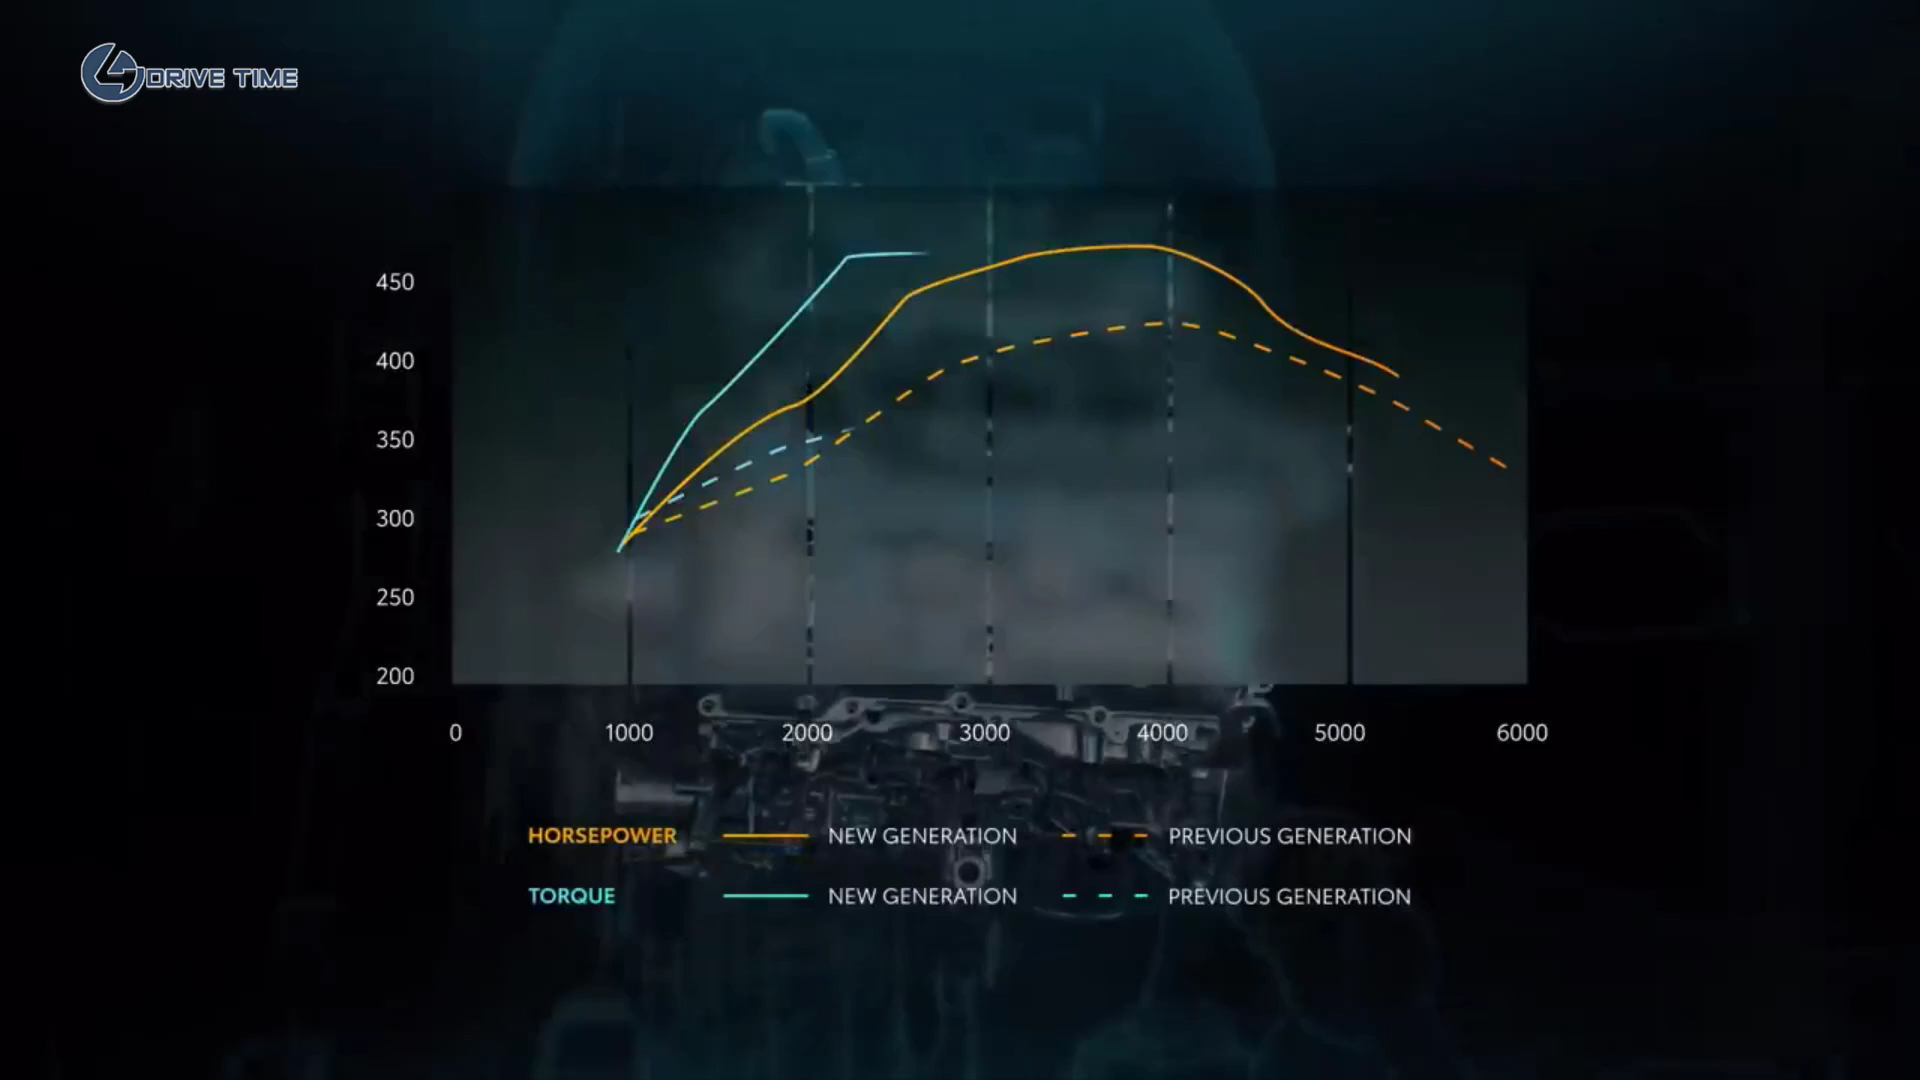 DRIVE TIME
450
400
350
300
250
200
0 1000 2000 3000 4000 5000 6000
HORSEPOWER NEW GENERATION PREVIOUS GENERATION
TORQUE NEW GENERATION PREVIOUS GENERATION